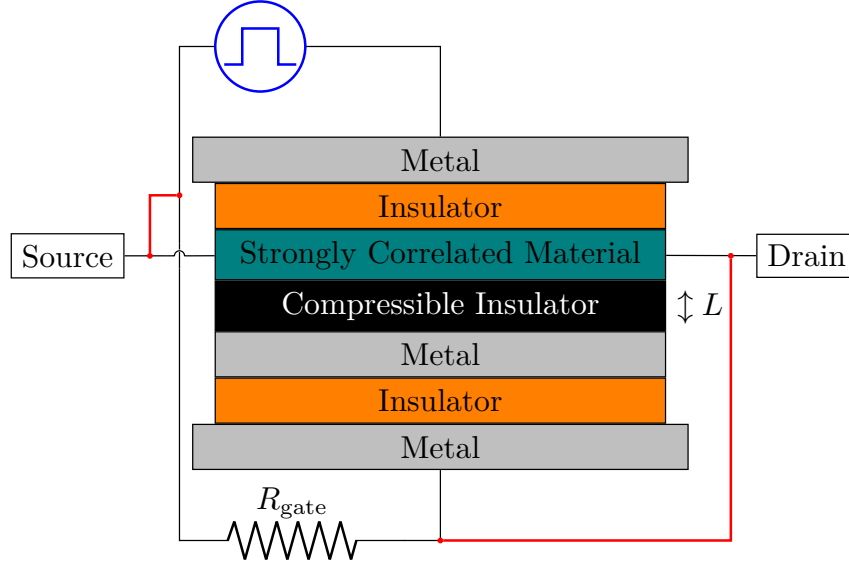 Metal
Insulator
Source
Strongly Correlated Material
Drain
Compressible Insulator
L
Metal
Insulator
Metal
R_gate